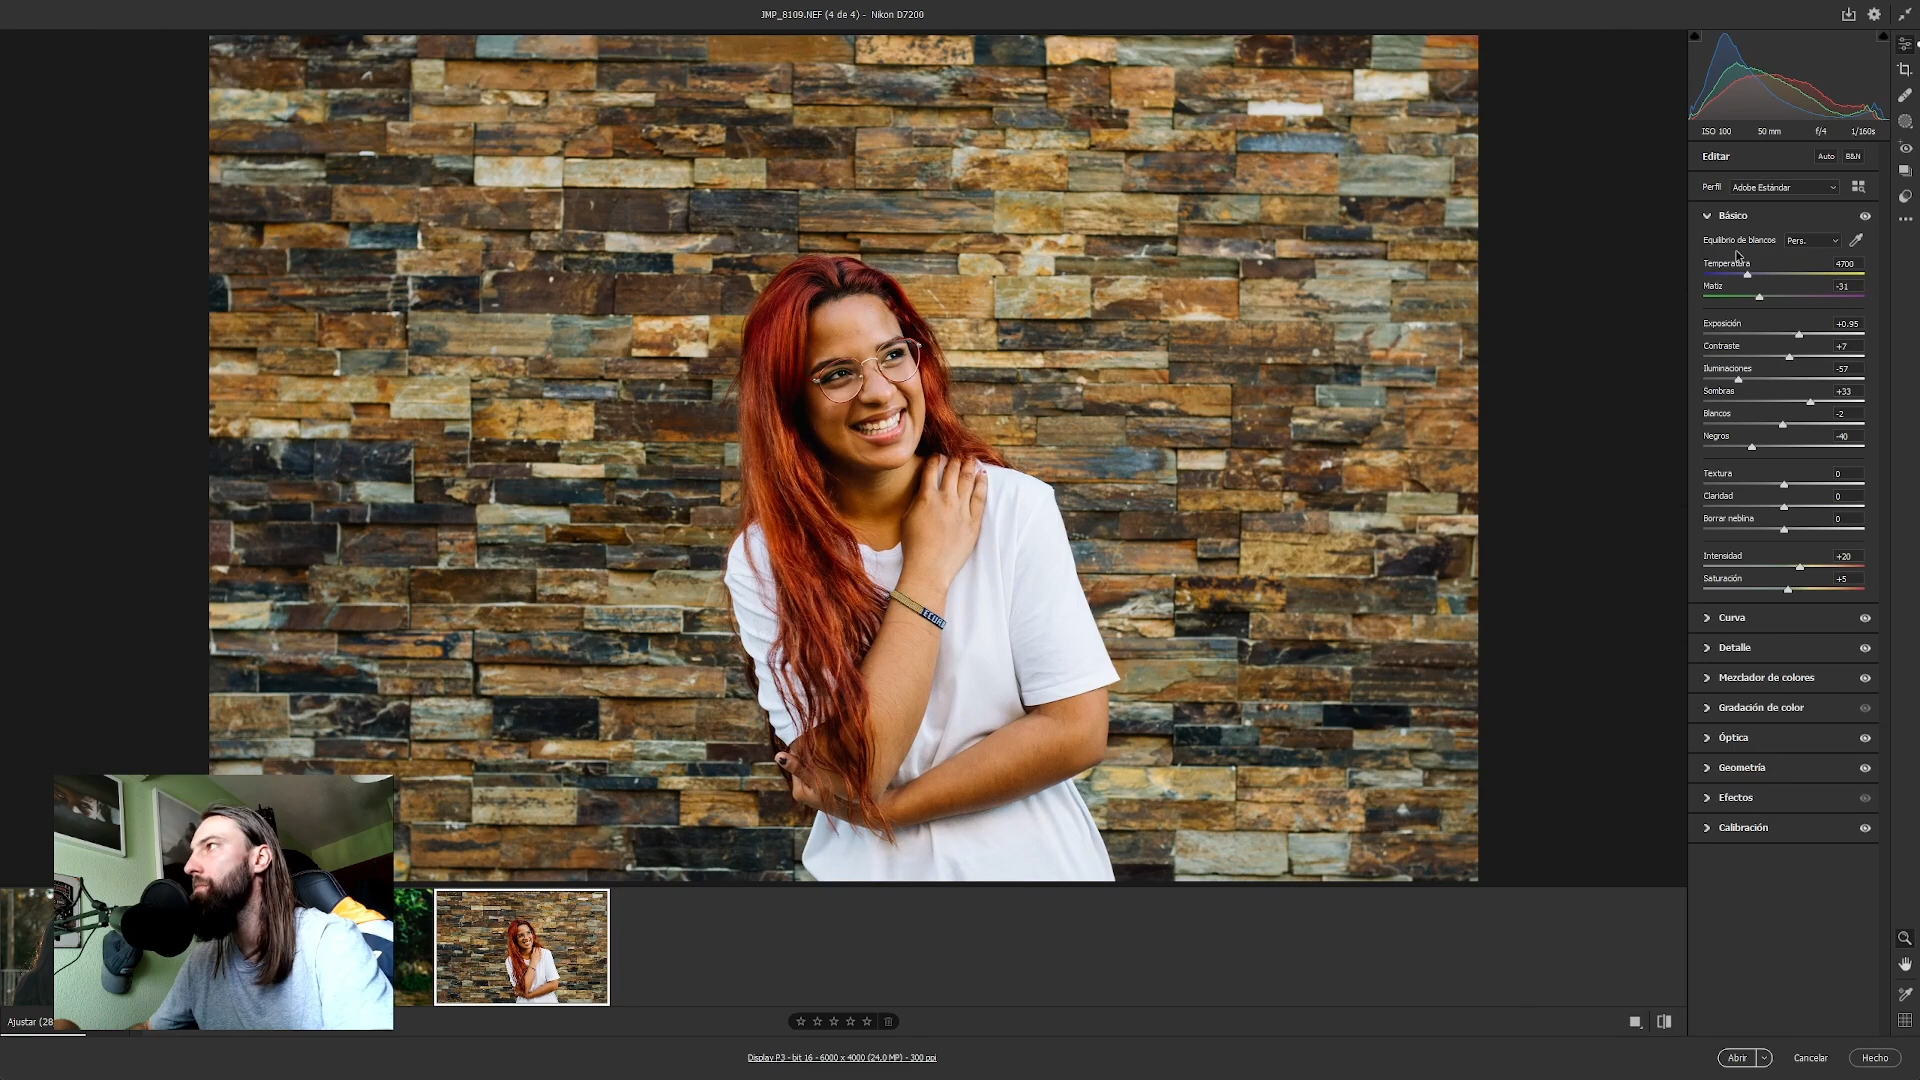 JMP_8109.NEF (4 de 4) - Nikon D7200
ISO 100 50 mm f/4 1/160s
Editar Auto B&N
Perfil Adobe Estándar
Básico
Equilibrio de blancos Pers.
Temperatura 4700
Matiz -31
Exposición +0.95
Contraste +7
Iluminaciones -57
Sombras +33
Blancos -2
Negros -40
Textura 0
Claridad 0
Borrar neblina 0
Intensidad +20
Saturación +5
Curva
Detalle
Mezclador de colores
Gradación de color
Óptica
Geometría
Efectos
Calibración
Ajustar (28
Display P3 - bit 16 - 6000 x 4000 (24.0 MP) - 300 ppi
Abrir Cancelar Hecho